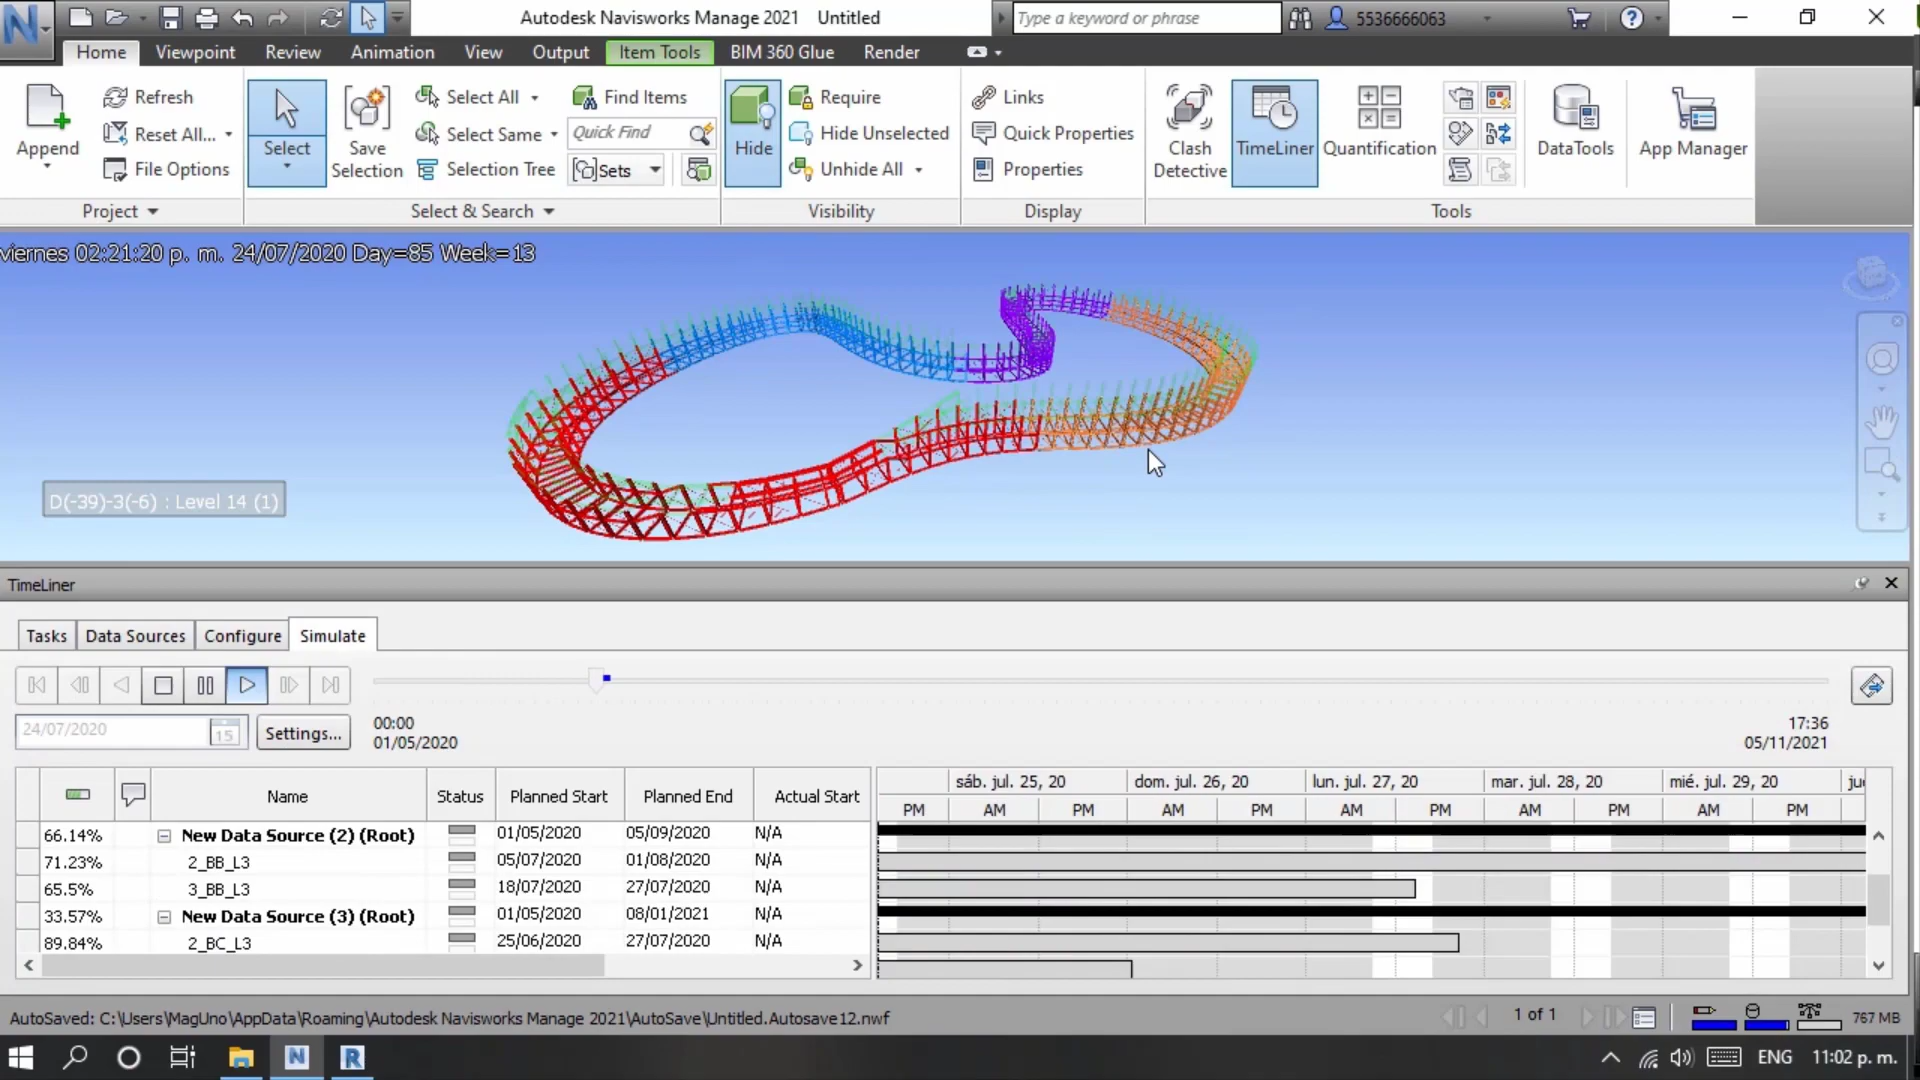 Autodesk Navisworks Manage 2021 Untitled
Type a keyword or phrase
5536666063
Home Viewpoint Review Animation View Output Item Tools BIM 360 Glue Render
Append
Refresh
Reset All...
File Options
Project
Select
Save Selection
Select All
Select Same
Selection Tree
Find Items
Quick Find
Sets
Select & Search
Hide
Require
Hide Unselected
Unhide All
Visibility
Links
Quick Properties
Properties
Display
Clash Detective
TimeLiner
Quantification
DataTools
App Manager
Tools
viernes 02:21:20 p. m. 24/07/2020 Day=85 Week=13
D(-39)-3(-6) : Level 14 (1)
TimeLiner
Tasks Data Sources Configure Simulate
24/07/2020 15 Settings...
00:00
01/05/2020
17:36
05/11/2021
Name Status Planned Start Planned End Actual Start
66.14% New Data Source (2) (Root) 01/05/2020 05/09/2020 N/A
71.23% 2_BB_L3 05/07/2020 01/08/2020 N/A
65.5% 3_BB_L3 18/07/2020 27/07/2020 N/A
33.57% New Data Source (3) (Root) 01/05/2020 08/01/2021 N/A
89.84% 2_BC_L3 25/06/2020 27/07/2020 N/A
sáb. jul. 25, 20 dom. jul. 26, 20 lun. jul. 27, 20 mar. jul. 28, 20 mié. jul. 29, 20 jue
PM AM PM AM PM AM PM AM PM AM PM
AutoSaved: C:\Users\MagUno\AppData\Roaming\Autodesk Navisworks Manage 2021\AutoSave\Untitled.Autosave12.nwf
1 of 1
767 MB
ENG 11:02 p. m.